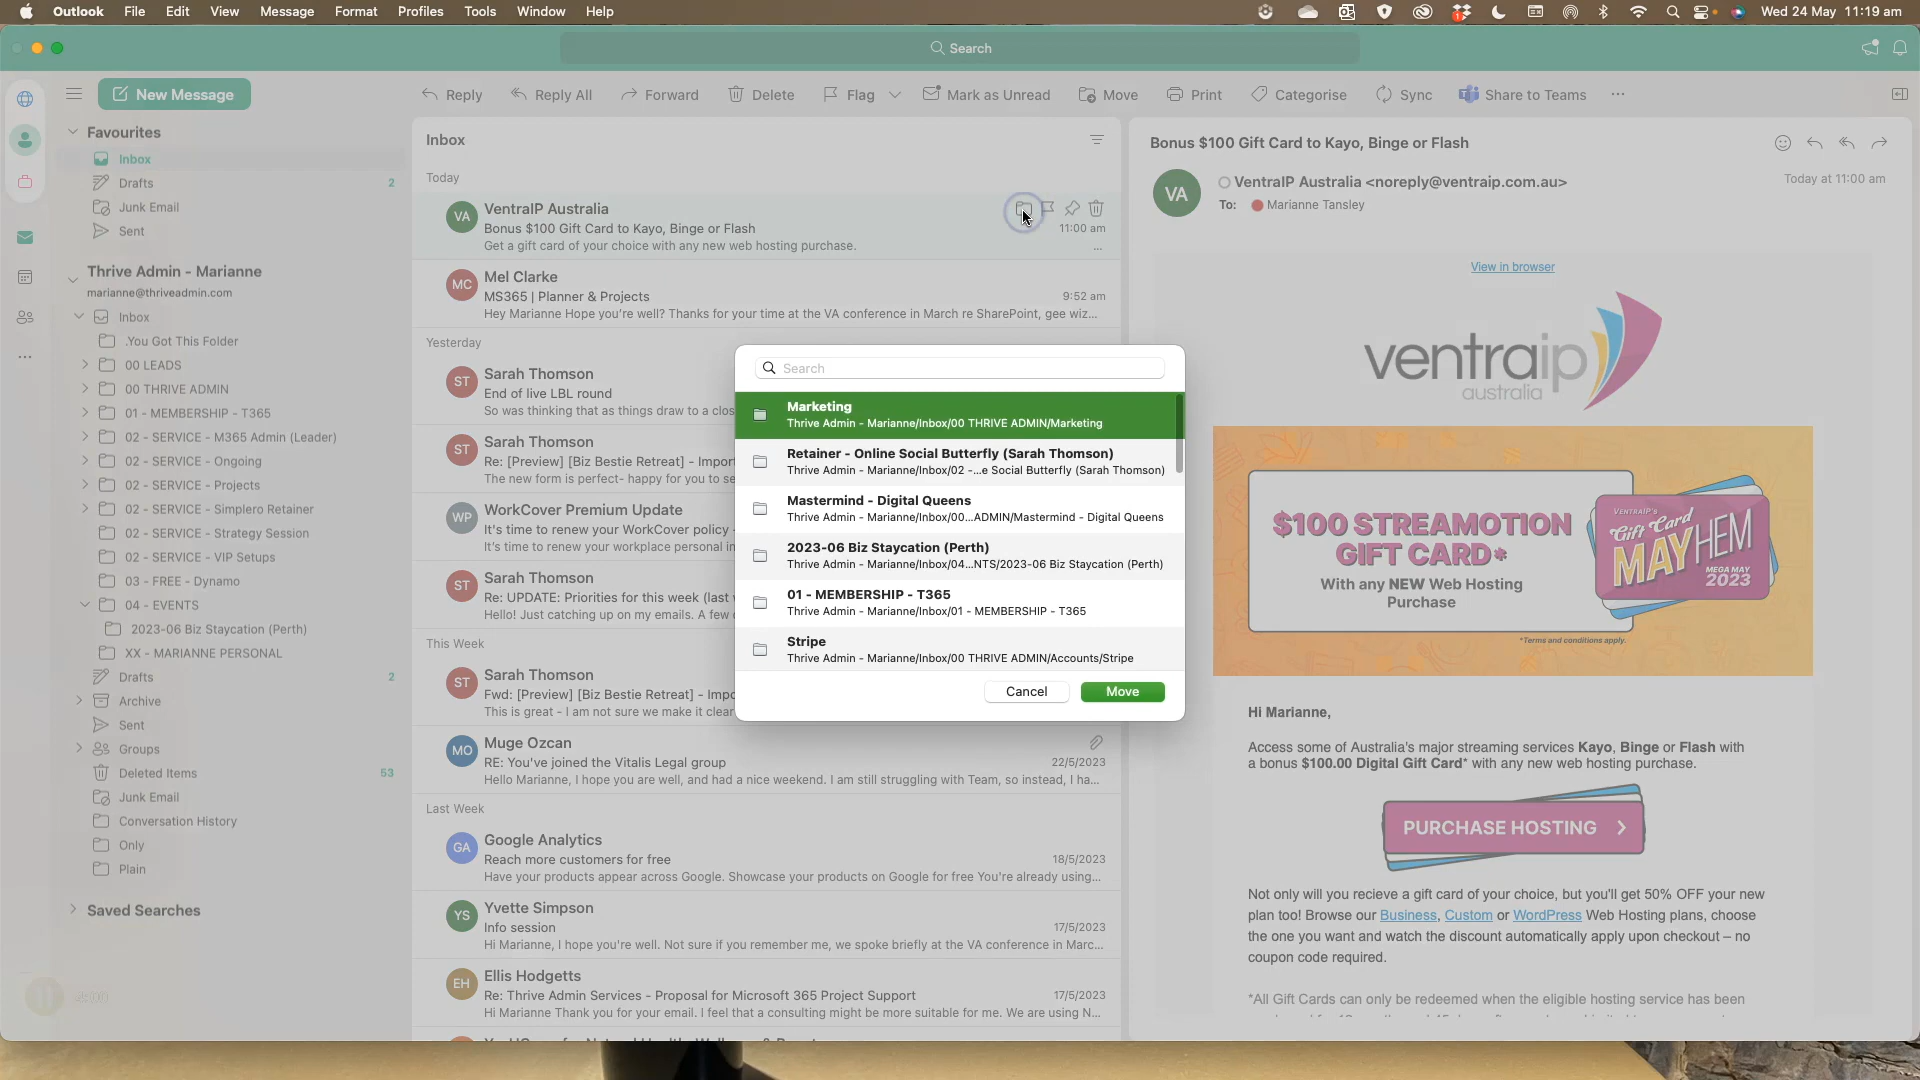 Outlook File Edit View Message Format Profiles Tools Window Help
Wed 24 May 11:19 am
Search
New Message
Reply Reply All Forward Delete Flag Mark as Unread Move Print Categorise Sync Share to Teams
Favourites
Inbox
Drafts 2
Junk Email
Sent
Thrive Admin - Marianne
marianne@thriveadmin.com
Inbox
.You Got This Folder
00 LEADS
00 THRIVE ADMIN
01 - MEMBERSHIP - T365
02 - SERVICE - M365 Admin (Leader)
02 - SERVICE - Ongoing
02 - SERVICE - Projects
02 - SERVICE - Simplero Retainer
02 - SERVICE - Strategy Session
02 - SERVICE - VIP Setups
03 - FREE - Dynamo
04 - EVENTS
2023-06 Biz Staycation (Perth)
XX - MARIANNE PERSONAL
Drafts 2
Archive
Sent
Groups
Deleted Items 53
Junk Email
Conversation History
Only
Plain
Saved Searches
Inbox
Today
VA
VentraIP Australia
Bonus $100 Gift Card to Kayo, Binge or Flash 11:00 am
Get a gift card of your choice with any new web hosting purchase. ...
MC
Mel Clarke
MS365 | Planner & Projects 9:52 am
Hey Marianne Hope you're well? Thanks for your time at the VA conference in March re SharePoint, gee wiz...
Yesterday
ST
Sarah Thomson
End of live LBL round
So was thinking that as things draw to a clos
ST
Sarah Thomson
Re: [Preview] [Biz Bestie Retreat] - Import
The new form is perfect- happy for you to se
WP
WorkCover Premium Update
It's time to renew your WorkCover policy -
It's time to renew your workplace personal in
ST
Sarah Thomson
Re: UPDATE: Priorities for this week (last w
Hello! Just catching up on my emails. A few
This Week
ST
Sarah Thomson
Fwd: [Preview] [Biz Bestie Retreat] - Impo
This is great - I am not sure we make it clear
MO
Muge Ozcan
RE: You've joined the Vitalis Legal group 22/5/2023
Hello Marianne, I hope you are well, and had a nice weekend. I am still struggling with Team, so instead, I ha...
Last Week
GA
Google Analytics
Reach more customers for free 18/5/2023
Have your products appear across Google. Showcase your products on Google for free You're already using...
YS
Yvette Simpson
Info session 17/5/2023
Hi Marianne, I hope you're well. Not sure if you remember me, we spoke briefly at the VA conference in Marc...
EH
Ellis Hodgetts
Re: Thrive Admin Services - Proposal for Microsoft 365 Project Support 17/5/2023
Hi Marianne Thank you for your email. I feel that a consulting might be more suitable for me. We are using N...
Search
Marketing
Thrive Admin - Marianne/Inbox/00 THRIVE ADMIN/Marketing
Retainer - Online Social Butterfly (Sarah Thomson)
Thrive Admin - Marianne/Inbox/02 -...e Social Butterfly (Sarah Thomson)
Mastermind - Digital Queens
Thrive Admin - Marianne/Inbox/00...ADMIN/Mastermind - Digital Queens
2023-06 Biz Staycation (Perth)
Thrive Admin - Marianne/Inbox/04...NTS/2023-06 Biz Staycation (Perth)
01 - MEMBERSHIP - T365
Thrive Admin - Marianne/Inbox/01 - MEMBERSHIP - T365
Stripe
Thrive Admin - Marianne/Inbox/00 THRIVE ADMIN/Accounts/Stripe
Cancel Move
Bonus $100 Gift Card to Kayo, Binge or Flash
VA
VentraIP Australia <noreply@ventraip.com.au>
Today at 11:00 am
To: Marianne Tansley
View in browser
ventraip
australia
$100 STREAMOTION
GIFT CARD*
With any NEW Web Hosting
Purchase
*Terms and conditions apply.
VENTRAIP'S
Gift Card
MAYHEM
MEGA MAY
2023
Hi Marianne,
Access some of Australia's major streaming services Kayo, Binge or Flash with
a bonus $100.00 Digital Gift Card* with any new web hosting purchase.
PURCHASE HOSTING
Not only will you recieve a gift card of your choice, but you'll get 50% OFF your new
plan too! Browse our Business, Custom or WordPress Web Hosting plans, choose
the one you want and watch the discount automatically apply upon checkout – no
coupon code required.
*All Gift Cards can only be redeemed when the eligible hosting service has been